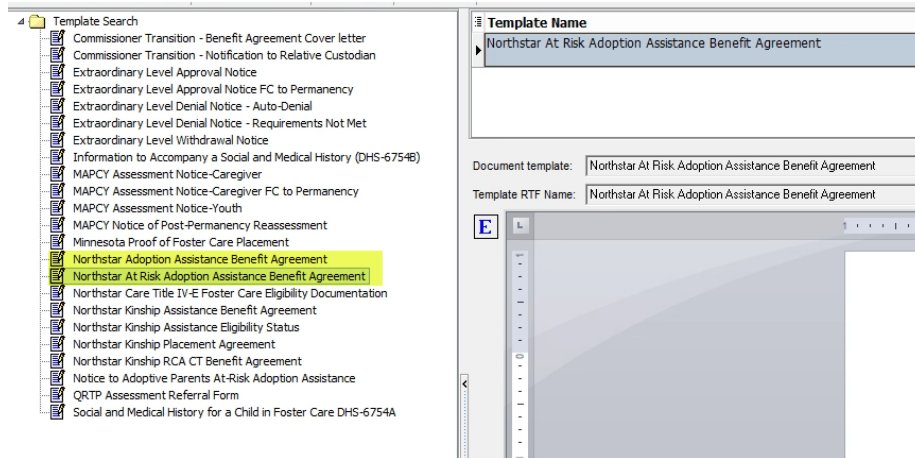 Template Search
Commissioner Transition - Benefit Agreement Cover letter
Commissioner Transition - Notification to Relative Custodian
Extraordinary Level Approval Notice
Extraordinary Level Approval Notice FC to Permanency
Extraordinary Level Denial Notice - Auto-Denial
Extraordinary Level Denial Notice - Requirements Not Met
Extraordinary Level Withdrawal Notice
Information to Accompany a Social and Medical History (DHS-6754B)
MAPCY Assessment Notice-Caregiver
MAPCY Assessment Notice-Caregiver FC to Permanency
MAPCY Assessment Notice-Youth
MAPCY Notice of Post-Permanency Reassessment
Minnesota Proof of Foster Care Placement
Northstar Adoption Assistance Benefit Agreement
Northstar At Risk Adoption Assistance Benefit Agreement
Northstar Care Title IV-E Foster Care Eligibility Documentation
Northstar Kinship Assistance Benefit Agreement
Northstar Kinship Assistance Eligibility Status
Northstar Kinship Placement Agreement
Northstar Kinship RCA CT Benefit Agreement
Notice to Adoptive Parents At-Risk Adoption Assistance
QRTP Assessment Referral Form
Social and Medical History for a Child in Foster Care DHS-6754A
Template Name
Northstar At Risk Adoption Assistance Benefit Agreement
Document template: Northstar At Risk Adoption Assistance Benefit Agreement
Template RTF Name: Northstar At Risk Adoption Assistance Benefit Agreement
E
L
1
0